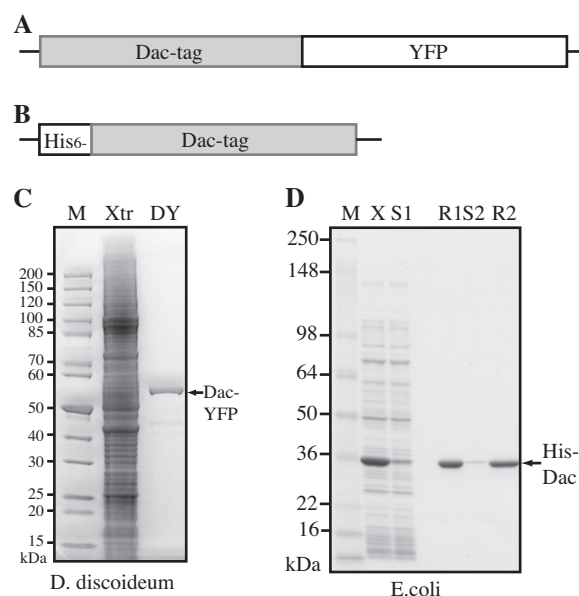 A
Dac-tag YFP
B
His6- Dac-tag
C
M Xtr DY
200
150
120
100
85
70
60
50
40
30
25
20
15
kDa
Dac-
YFP
D. discoideum
D
M X S1 R1S2 R2
250
148
98
64
50
36
22
16
kDa
His-
Dac
E.coli